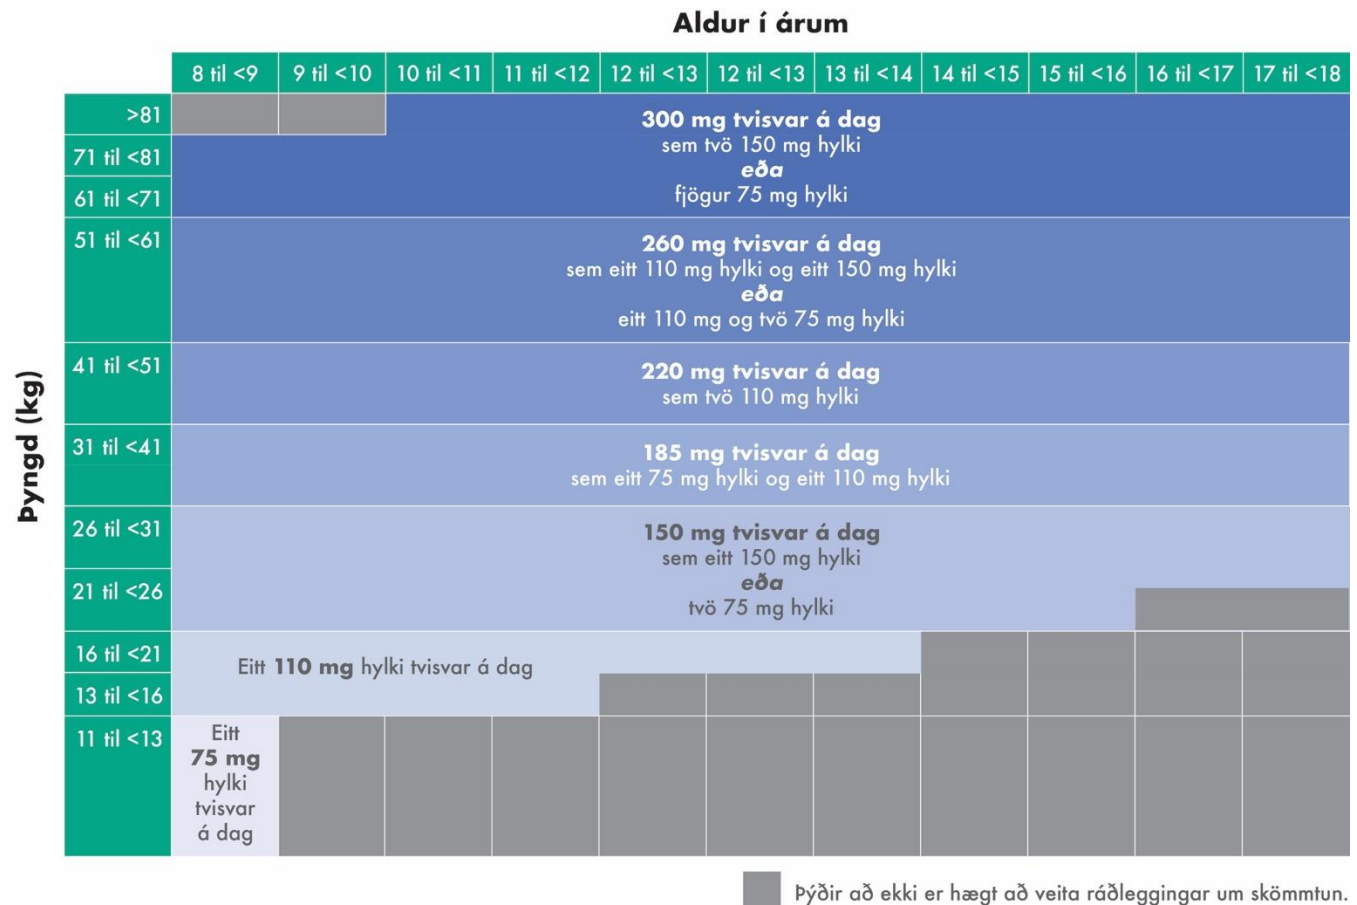 Aldur í árum
8 til <9 9 til <10 10 til <11 11 til <12 12 til <13 12 til <13 13 til <14 14 til <15 15 til <16 16 til <17 17 til <18
Þyngd (kg)
>81
71 til <81
61 til <71
300 mg tvisvar á dag
sem tvö 150 mg hylki
eða
fjögur 75 mg hylki
51 til <61
260 mg tvisvar á dag
sem eitt 110 mg hylki og eitt 150 mg hylki
eða
eitt 110 mg og tvö 75 mg hylki
41 til <51
220 mg tvisvar á dag
sem tvö 110 mg hylki
31 til <41
185 mg tvisvar á dag
sem eitt 75 mg hylki og eitt 110 mg hylki
26 til <31
21 til <26
150 mg tvisvar á dag
sem eitt 150 mg hylki
eða
tvö 75 mg hylki
16 til <21
13 til <16
Eitt 110 mg hylki tvisvar á dag
11 til <13
Eitt
75 mg
hylki
tvisvar
á dag
Þýðir að ekki er hægt að veita ráðleggingar um skömmtun.